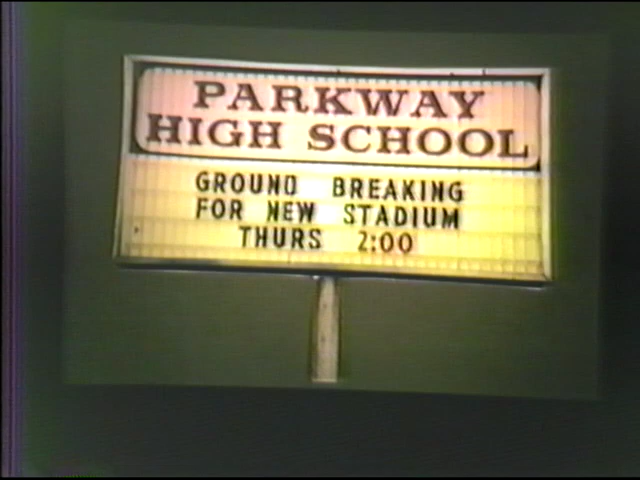 PARKWAY
HIGH SCHOOL
GROUND BREAKING
FOR NEW STADIUM
THURS 2:00